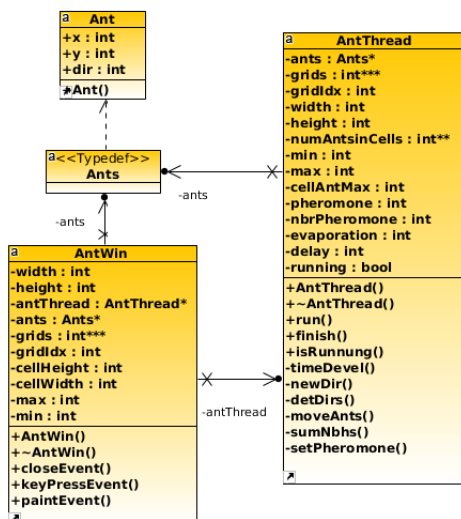 a
Ant
+x : int
+y : int
+dir : int
+Ant()
a
<<Typedef>>
Ants
-ants
-ants
a
AntWin
-width : int
-height : int
-antThread : AntThread*
-ants : Ants*
-grids : int***
-gridIdx : int
-cellHeight : int
-cellWidth : int
-max : int
-min : int
+AntWin()
+~AntWin()
+closeEvent()
+keyPressEvent()
+paintEvent()
-antThread
a
AntThread
-ants : Ants*
-grids : int***
-gridIdx : int
-width : int
-height : int
-numAntsinCells : int**
-min : int
-max : int
-cellAntMax : int
-pheromone : int
-nbrPheromone : int
-evaporation : int
-delay : int
-running : bool
+AntThread()
+~AntThread()
+run()
+finish()
+isRunnung()
-timeDevel()
-newDir()
-detDirs()
-moveAnts()
-sumNbhs()
-setPheromone()